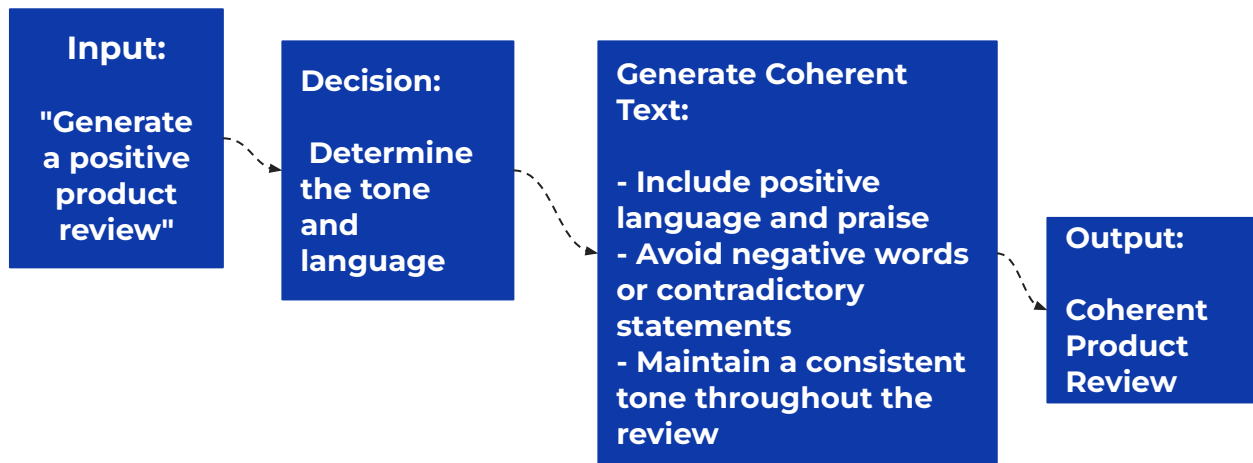 Input:
"Generate
a positive
product
review"
Decision:
Determine
the tone
and
language
Generate Coherent
Text:
- Include positive
language and praise
- Avoid negative words
or contradictory
statements
- Maintain a consistent
tone throughout the
review
Output:
Coherent
Product
Review